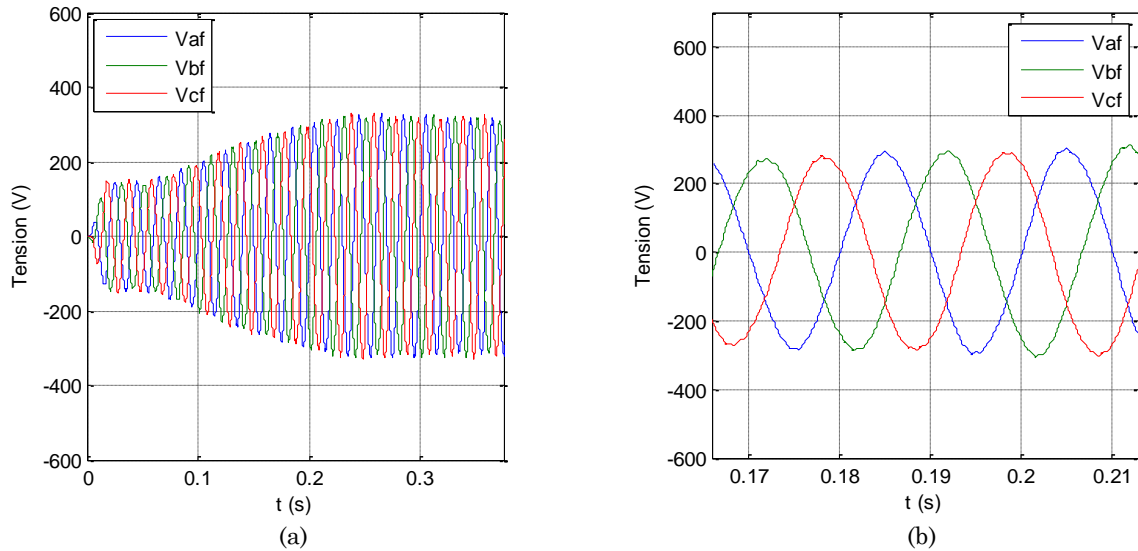 600
400
200
0
-200
-400
-600
Tension (V)
Vaf
Vbf
Vcf
0 0.1 0.2 0.3
t (s)
(a)
600
400
200
0
-200
-400
-600
Tension (V)
Vaf
Vbf
Vcf
0.17 0.18 0.19 0.2 0.21
t (s)
(b)